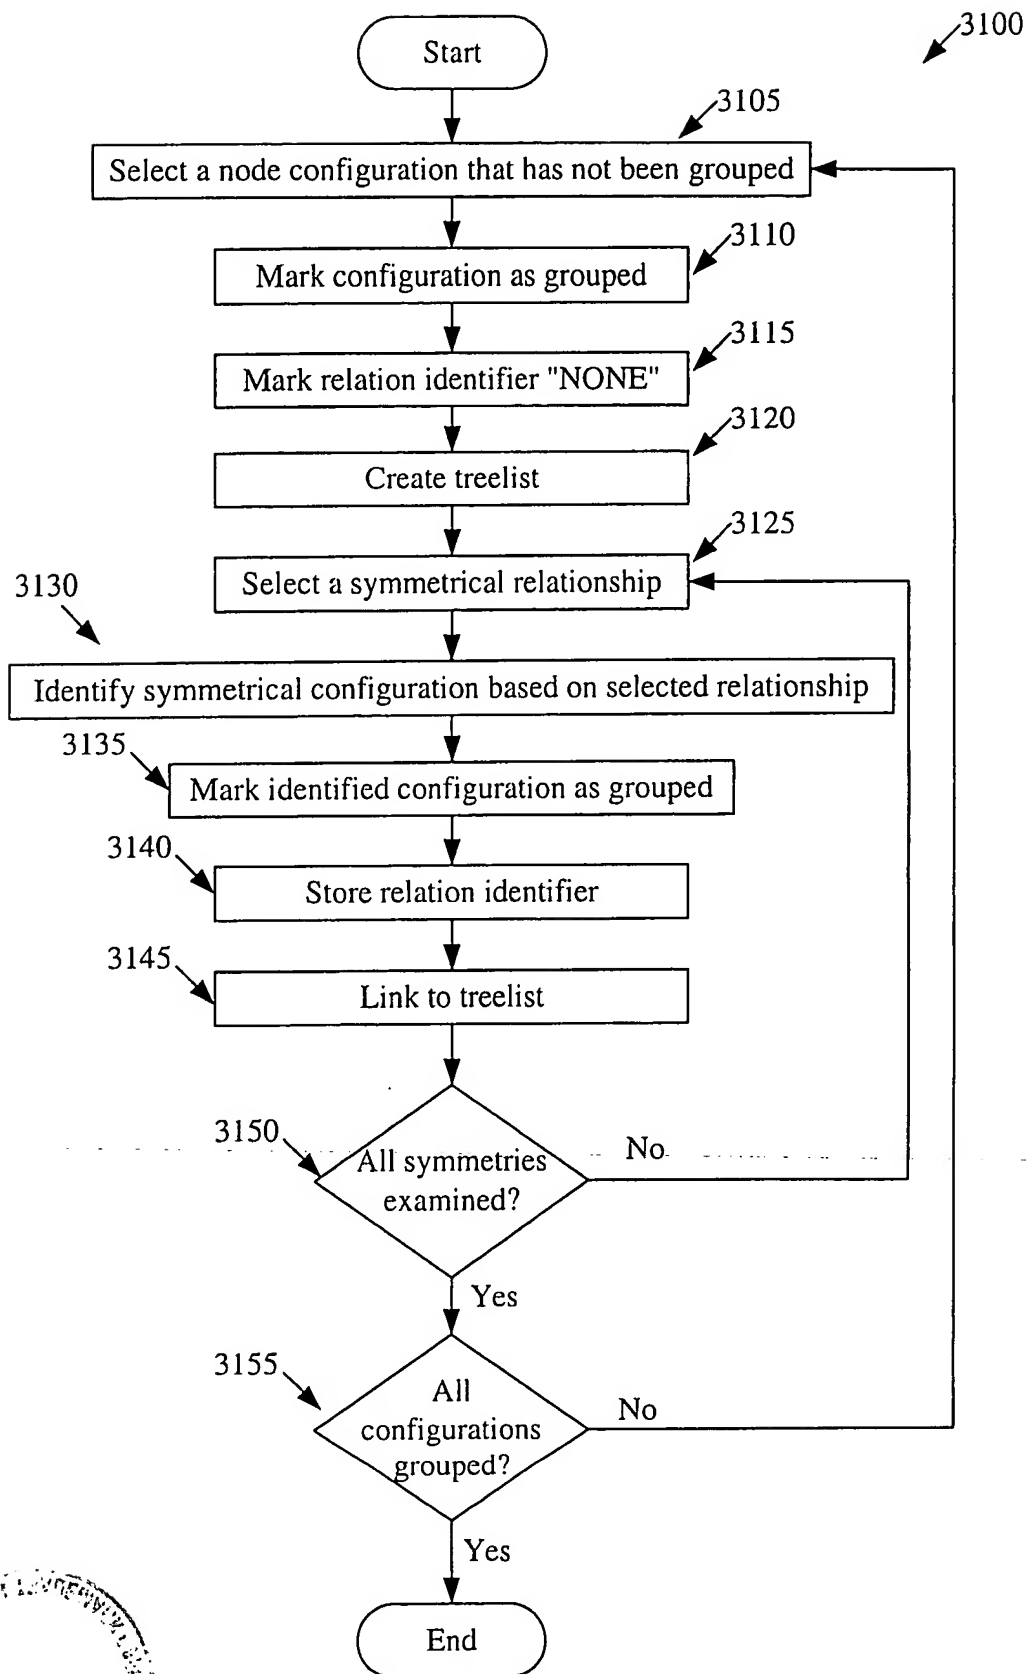 3100
Start
3105
Select a node configuration that has not been grouped
3110
Mark configuration as grouped
3115
Mark relation identifier "NONE"
3120
Create treelist
3125
Select a symmetrical relationship
3130
Identify symmetrical configuration based on selected relationship
3135
Mark identified configuration as grouped
3140
Store relation identifier
3145
Link to treelist
3150
All symmetries
examined?
No
Yes
3155
All
configurations
grouped?
No
Yes
End